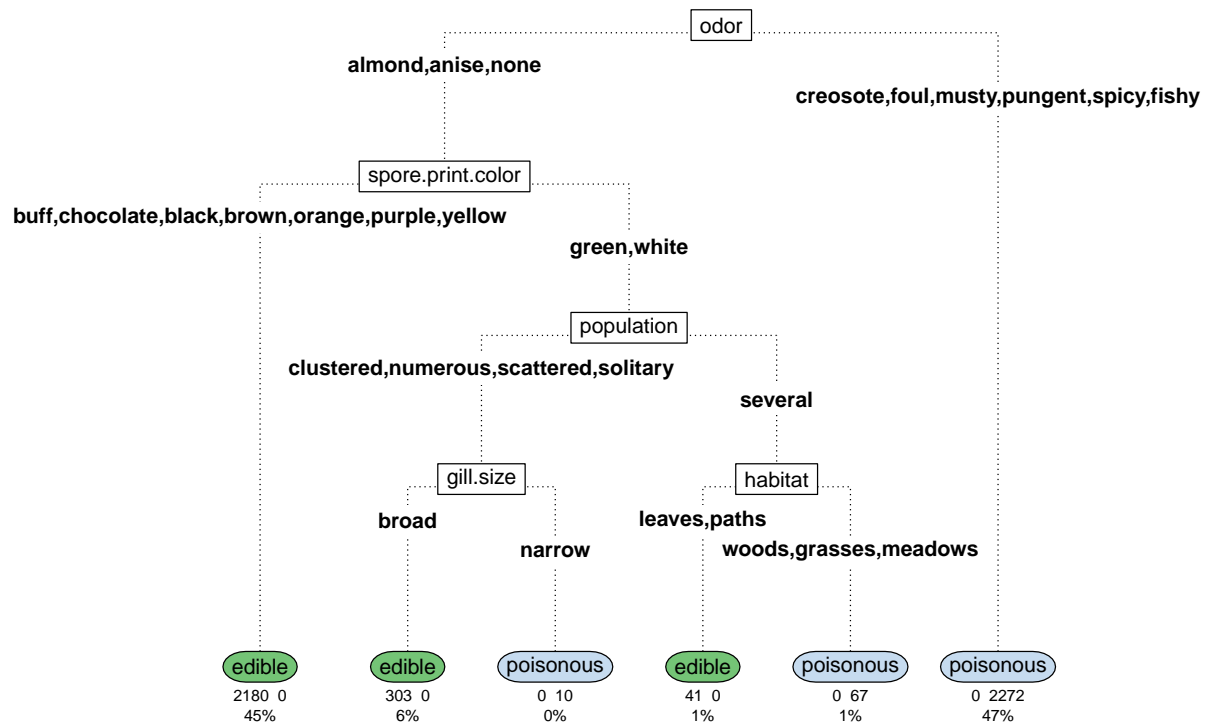 odor
almond,anise,none
creosote,foul,musty,pungent,spicy,fishy
spore.print.color
buff,chocolate,black,brown,orange,purple,yellow
green,white
population
clustered,numerous,scattered,solitary
several
gill.size
habitat
broad
leaves,paths
narrow
woods,grasses,meadows
edible edible poisonous edible poisonous poisonous
2180 0 303 0 0 10 41 0 0 67 0 2272
45% 6% 0% 1% 1% 47%